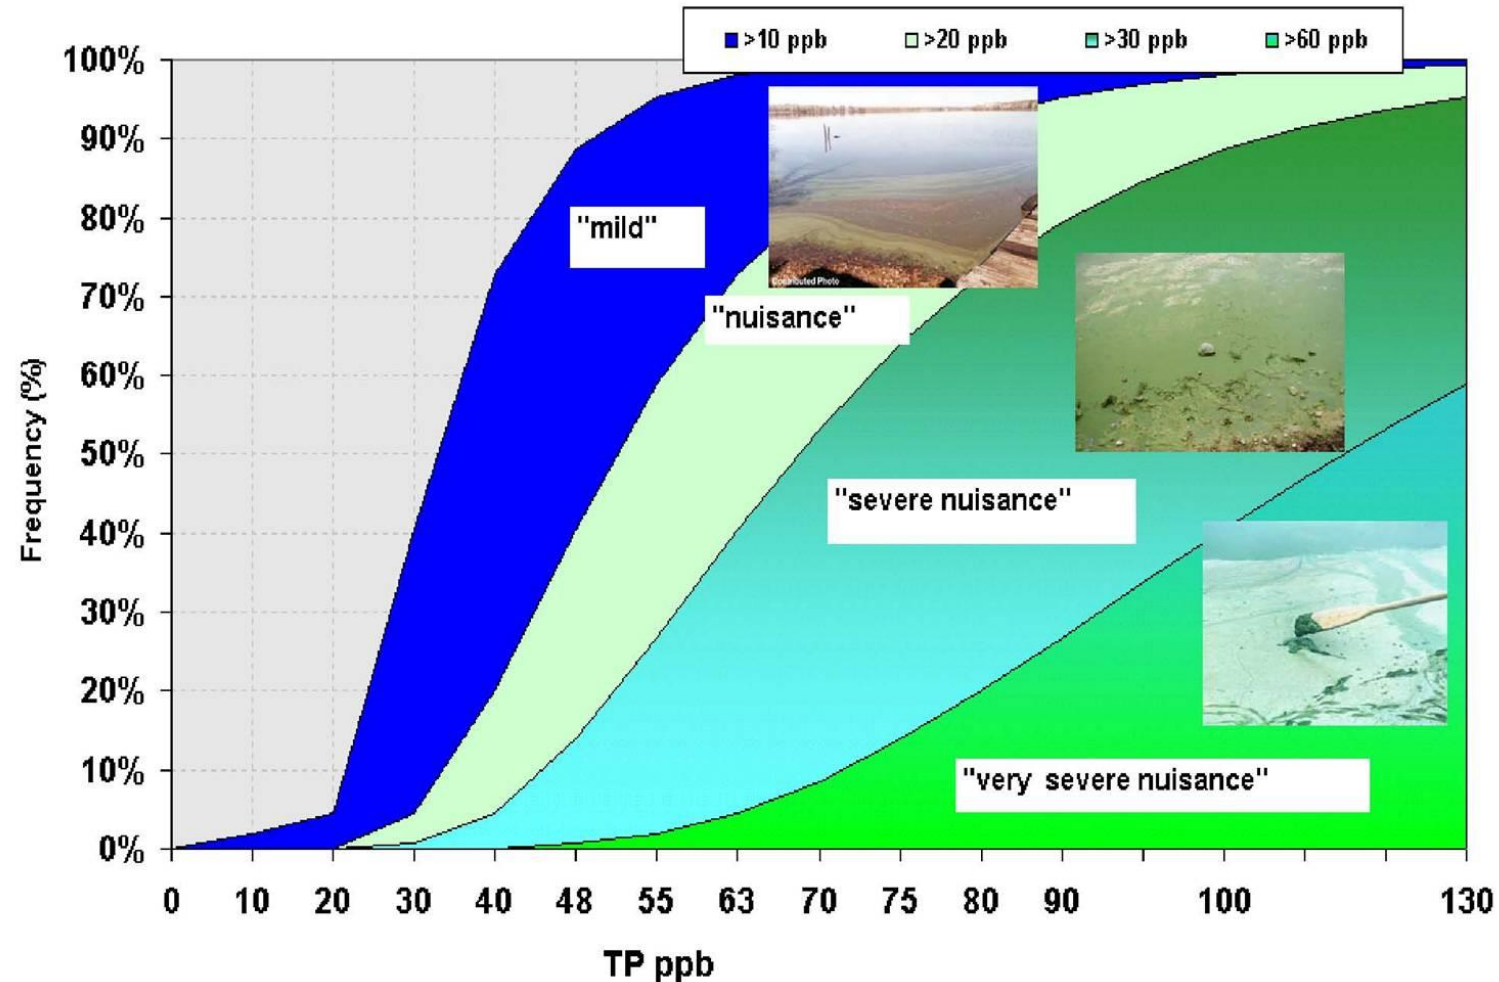 >10 ppb >20 ppb >30 ppb >60 ppb
100%
90%
80%
70%
60%
50%
40%
30%
20%
10%
0%
Frequency (%)
"mild"
"nuisance"
"severe nuisance"
"very severe nuisance"
Contributed Photo
0 10 20 30 40 48 55 63 70 75 80 90 100 130
TP ppb